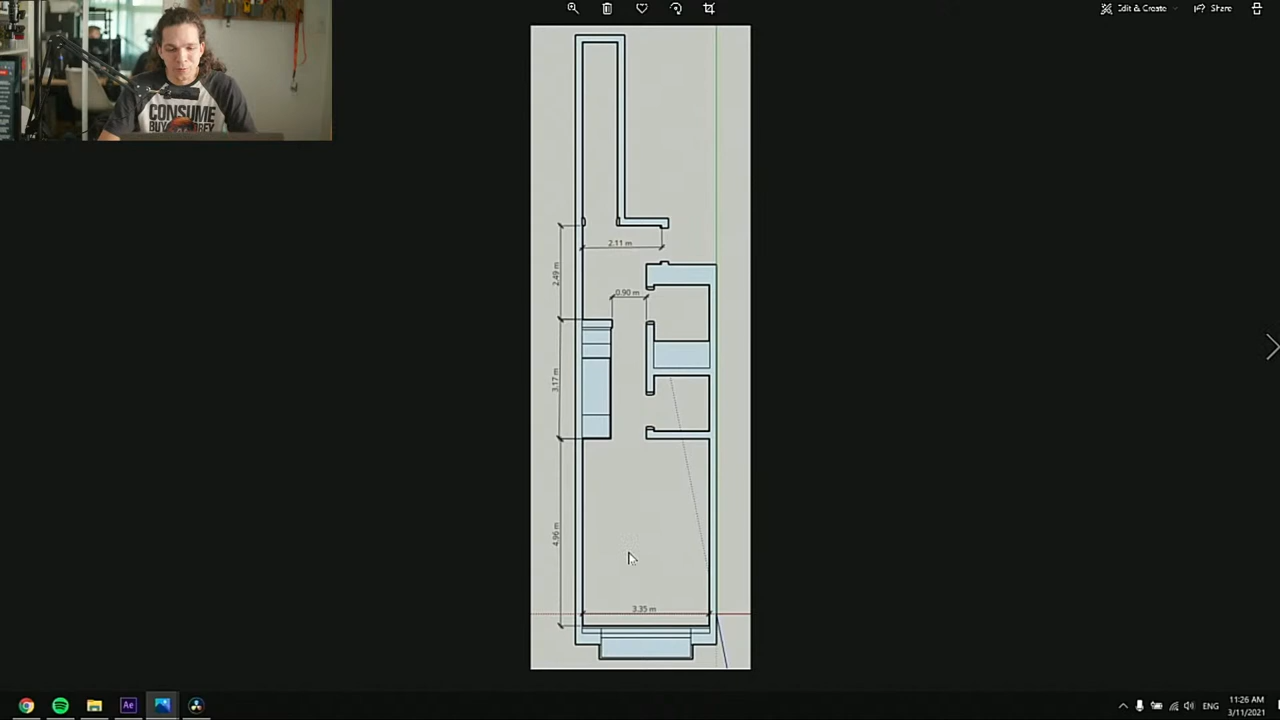 Edit & Create
Share
CONSUME
2.11 m
2.49 m
0.90 m
3.17 m
4.96 m
3.35 m
Ae
ENG
11:26 AM
3/11/2021